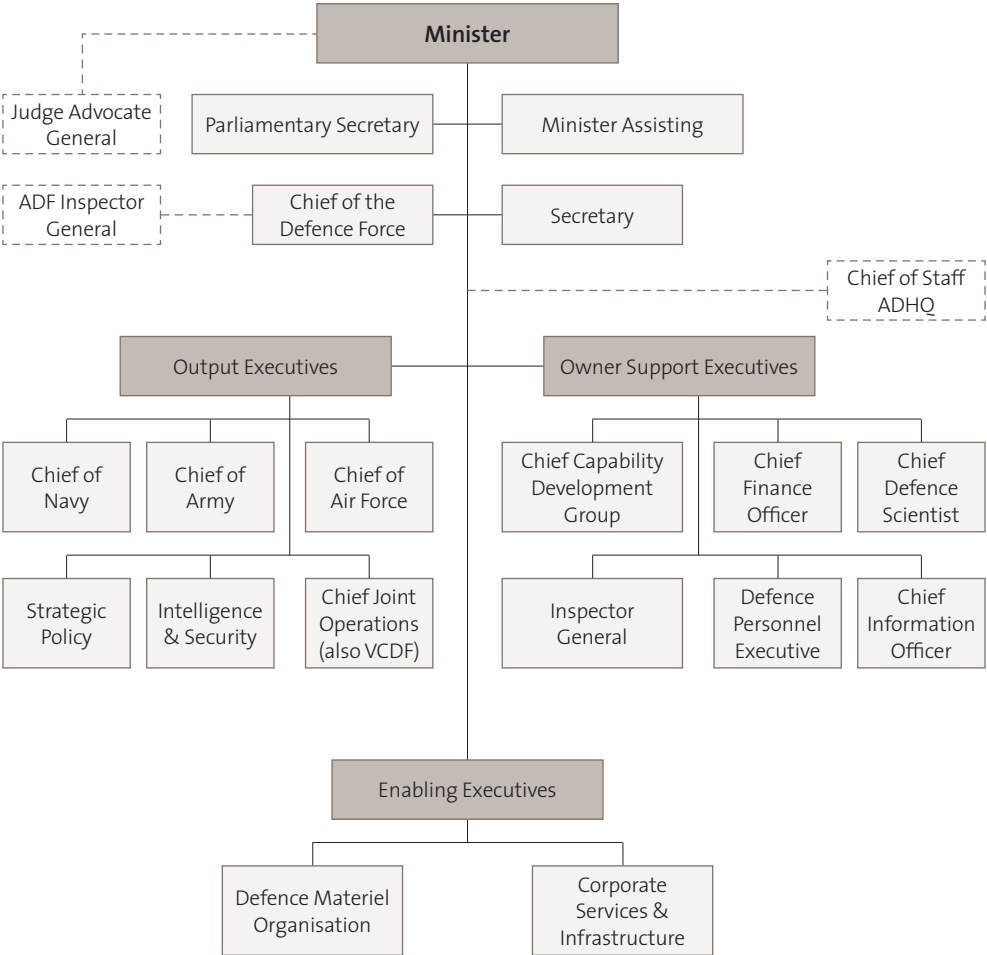 Minister
Judge Advocate
General
Parliamentary Secretary
Minister Assisting
ADF Inspector
General
Chief of the
Defence Force
Secretary
Chief of Staff
ADHQ
Output Executives
Owner Support Executives
Chief of
Navy
Chief of
Army
Chief of
Air Force
Chief Capability
Development
Group
Chief
Finance
Officer
Chief
Defence
Scientist
Strategic
Policy
Intelligence
& Security
Chief Joint
Operations
(also VCDF)
Inspector
General
Defence
Personnel
Executive
Chief
Information
Officer
Enabling Executives
Defence Materiel
Organisation
Corporate
Services &
Infrastructure